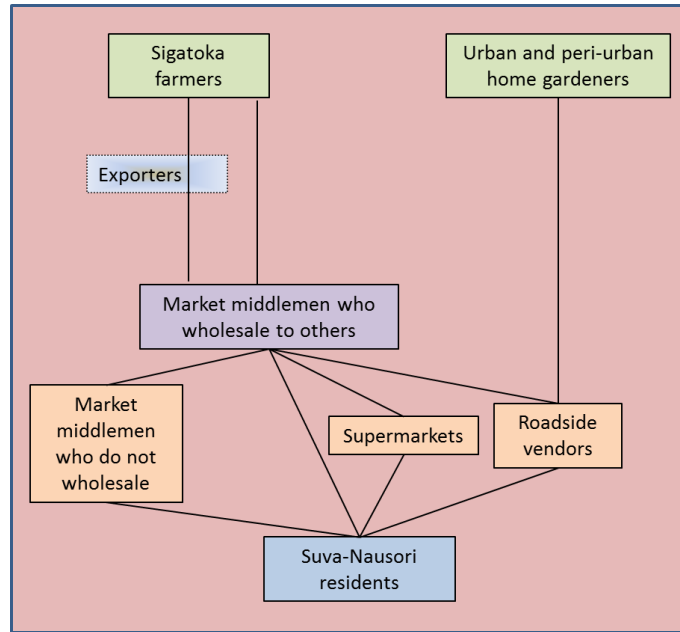 Sigatoka
farmers
Urban and peri-urban
home gardeners
Exporters
Market middlemen who
wholesale to others
Market
middlemen
who do not
wholesale
Supermarkets
Roadside
vendors
Suva-Nausori
residents